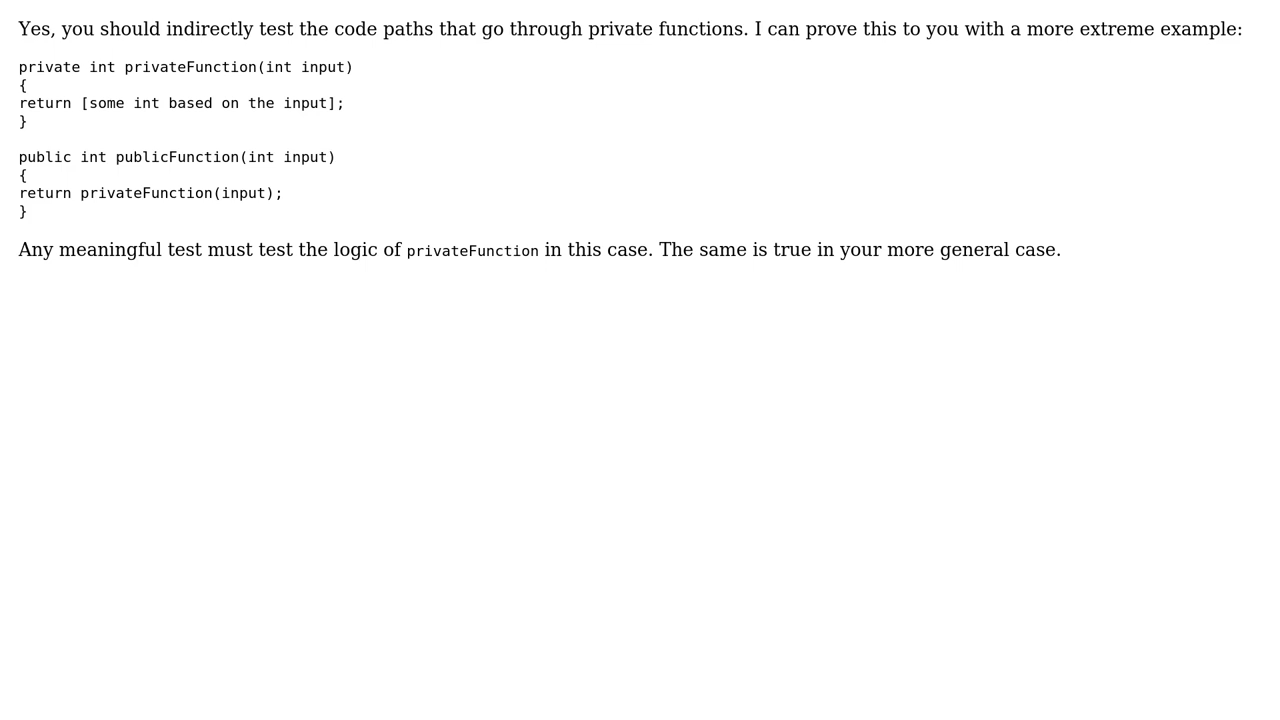 Yes, you should indirectly test the code paths that go through private functions. I can prove this to you with a more extreme example:
private int privateFunction(int input)
{
return [some int based on the input];
}
public int publicFunction(int input)
{
return privateFunction(input);
}
Any meaningful test must test the logic of privateFunction in this case. The same is true in your more general case.